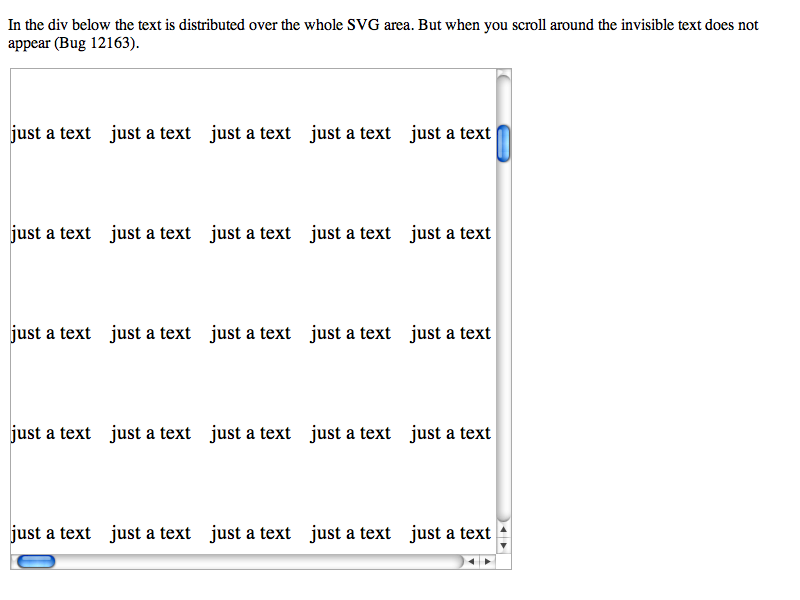 In the div below the text is distributed over the whole SVG area. But when you scroll around the invisible text does not
appear (Bug 12163).
just a text just a text just a text just a text just a text
just a text just a text just a text just a text just a text
just a text just a text just a text just a text just a text
just a text just a text just a text just a text just a text
just a text just a text just a text just a text just a text